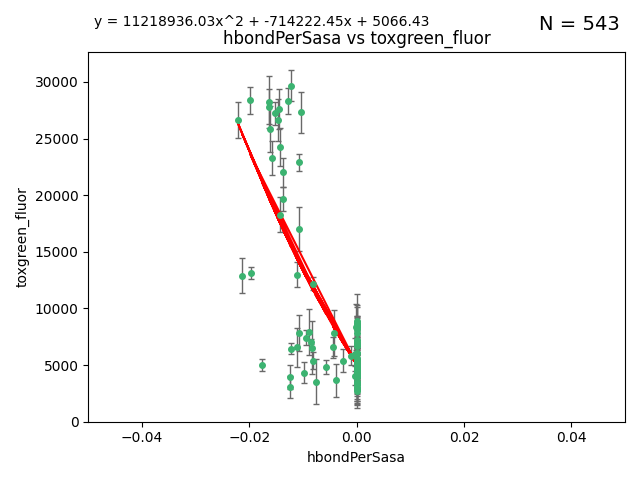 y = 11218936.03x^2 + -714222.45x + 5066.43
N = 543
hbondPerSasa vs toxgreen_fluor
toxgreen_fluor
30000
25000
20000
15000
10000
5000
0
−0.04
−0.02
0.00
0.02
0.04
hbondPerSasa